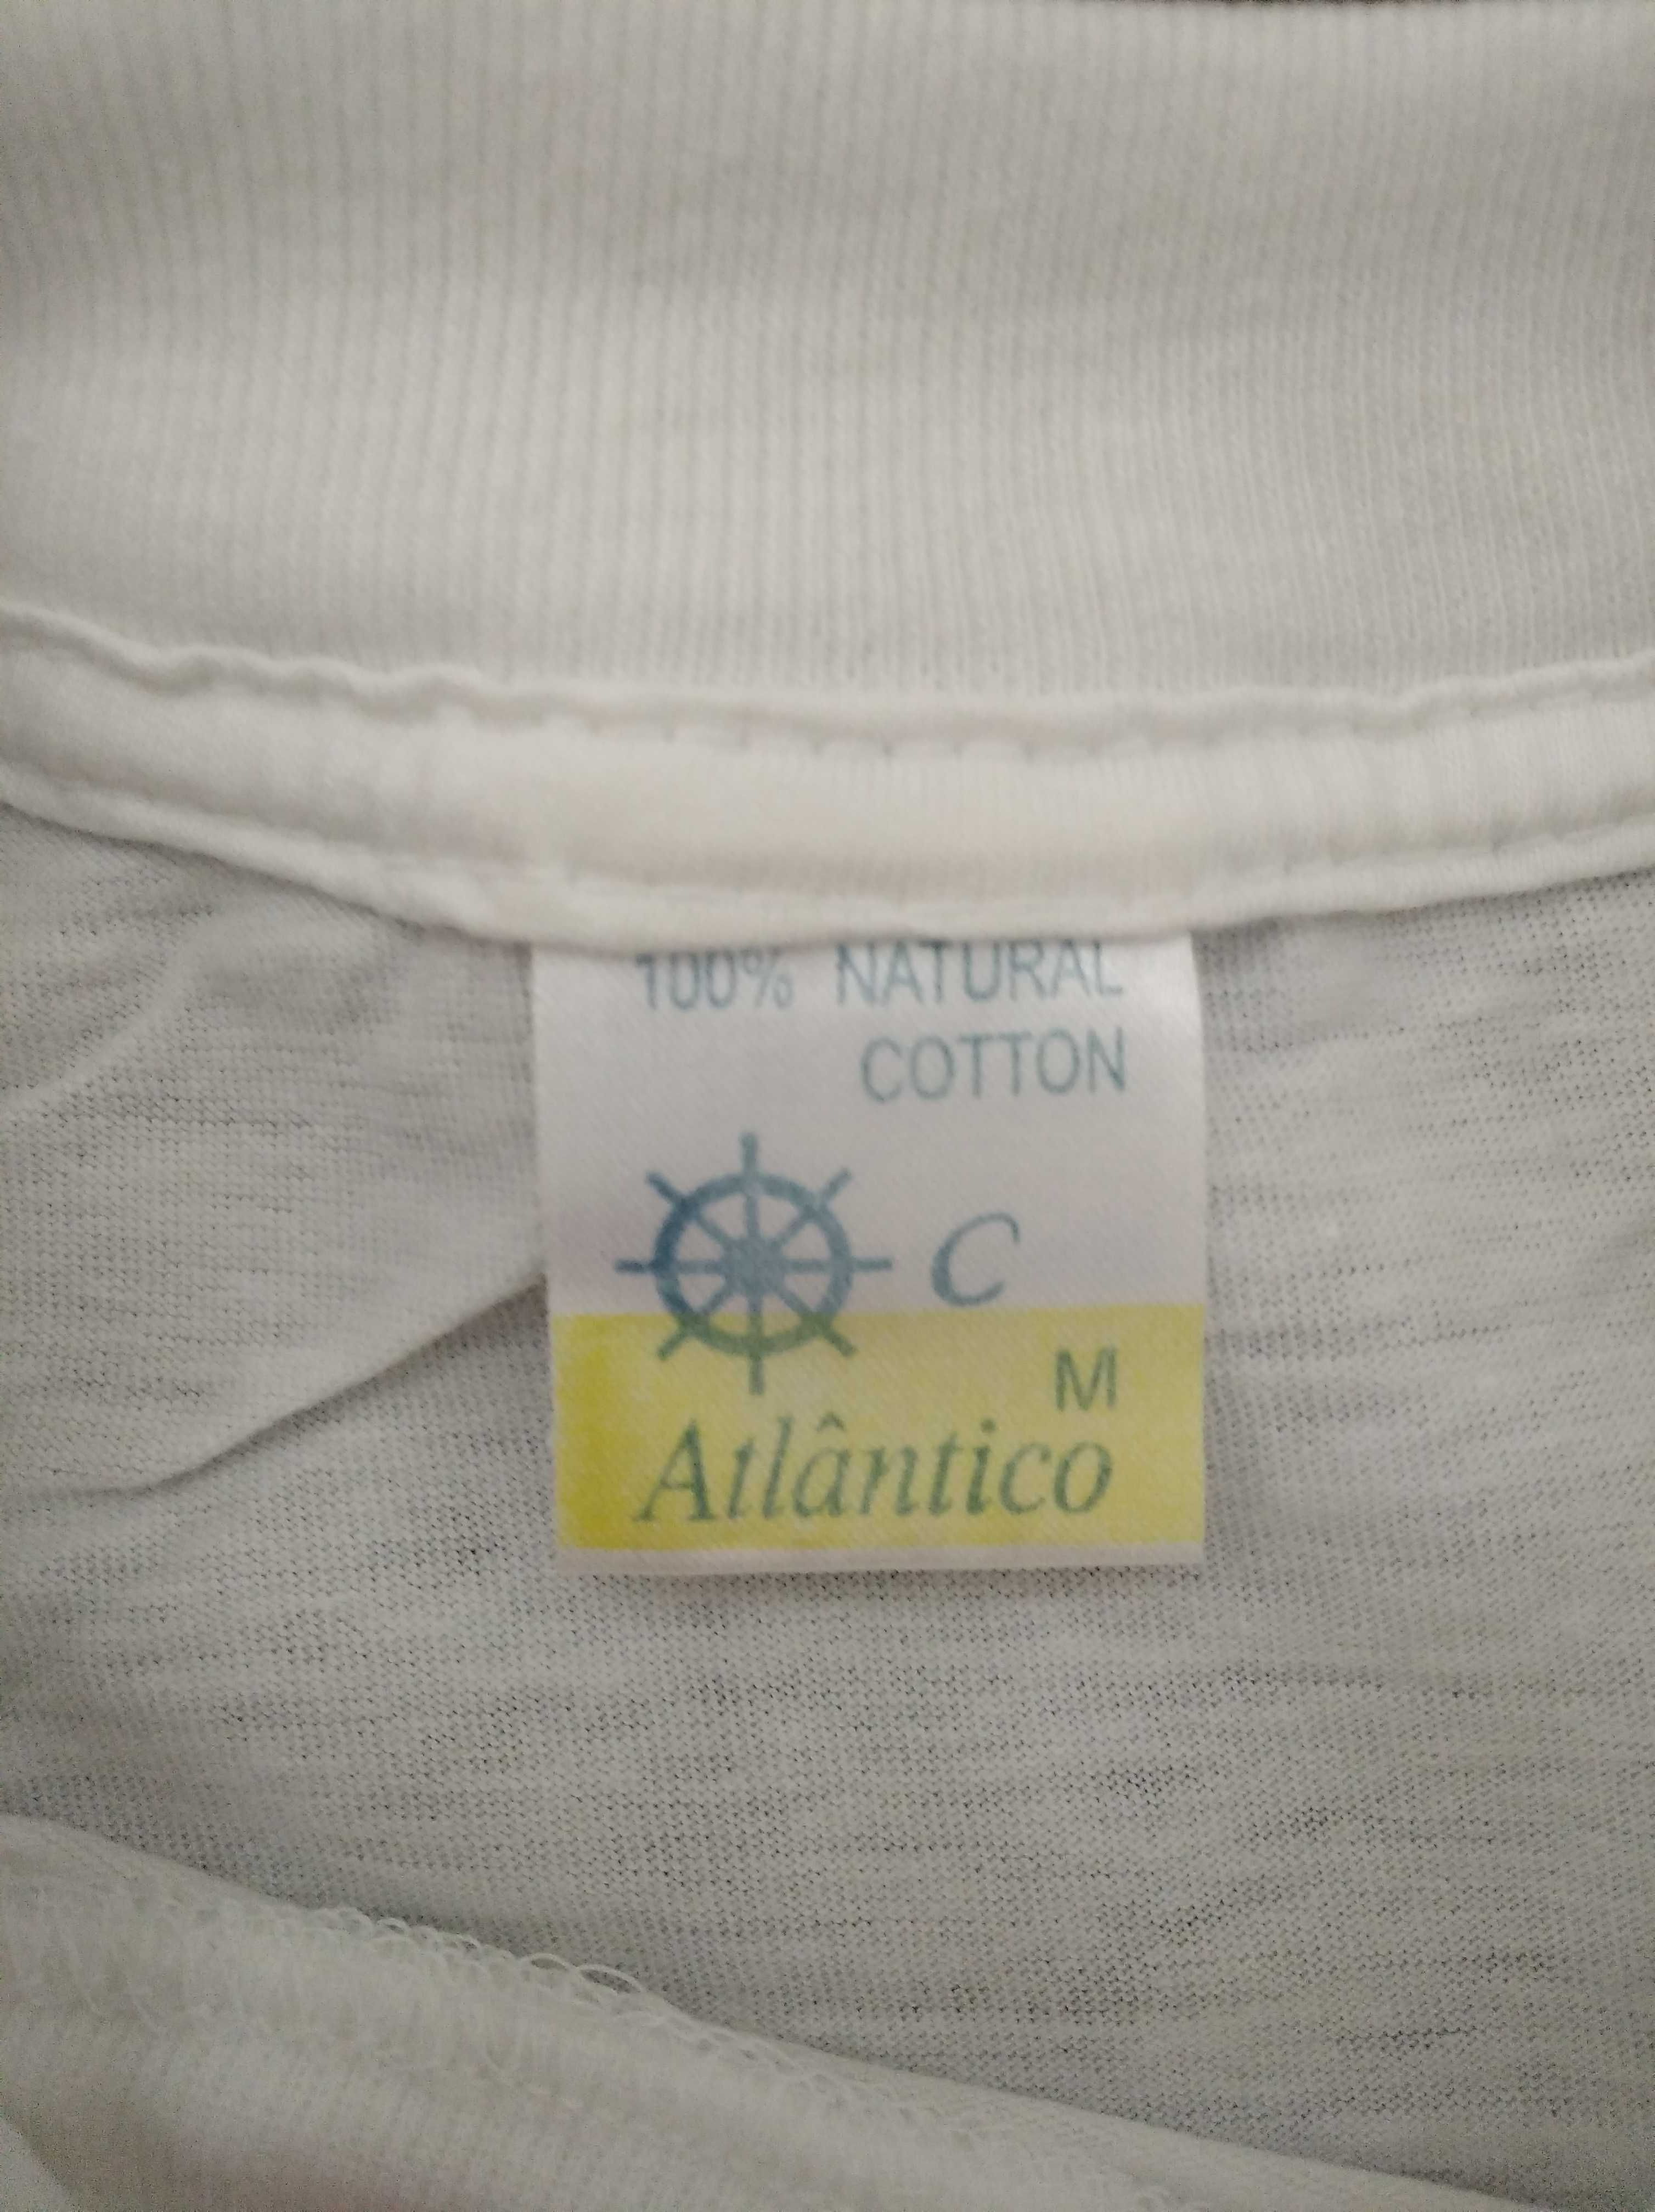 100% NATURAL
COTTON
C
M
Atlântico